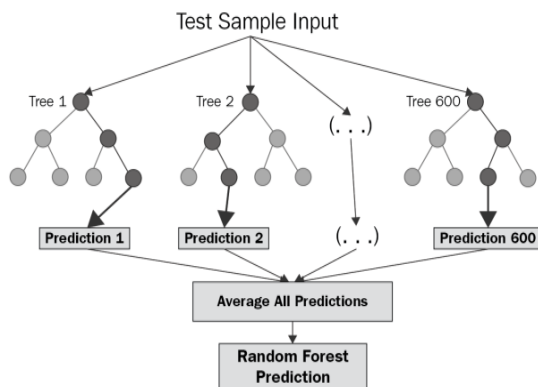 Test Sample Input
Tree 1
Tree 2
(. . .)
Tree 600
Prediction 1
Prediction 2
(. . .)
Prediction 600
Average All Predictions
Random Forest
Prediction